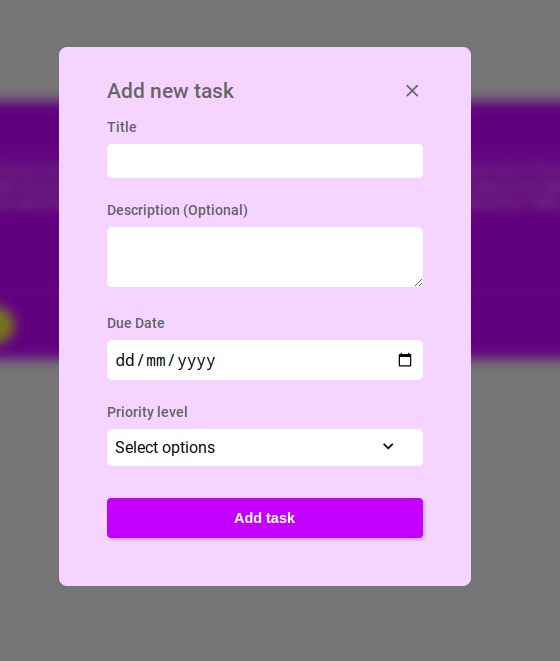 Add new task
Title
Description (Optional)
Due Date
dd/mm/yyyy
Priority level
Select options
Add task